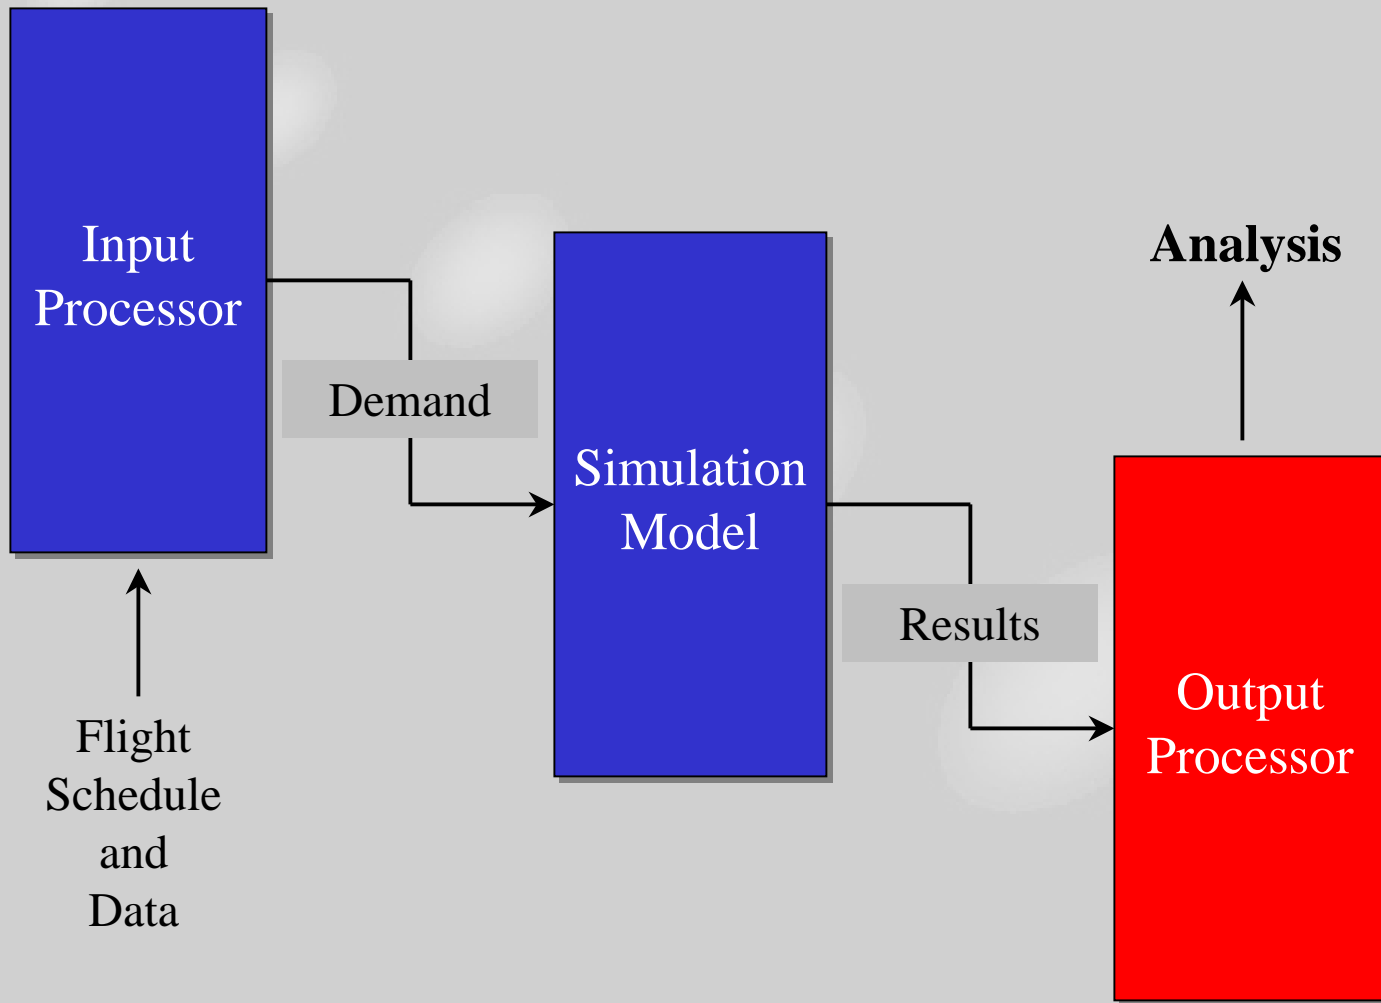 Input
Processor
Demand
Flight
Schedule
and
Data
Simulation
Model
Results
Analysis
Output
Processor